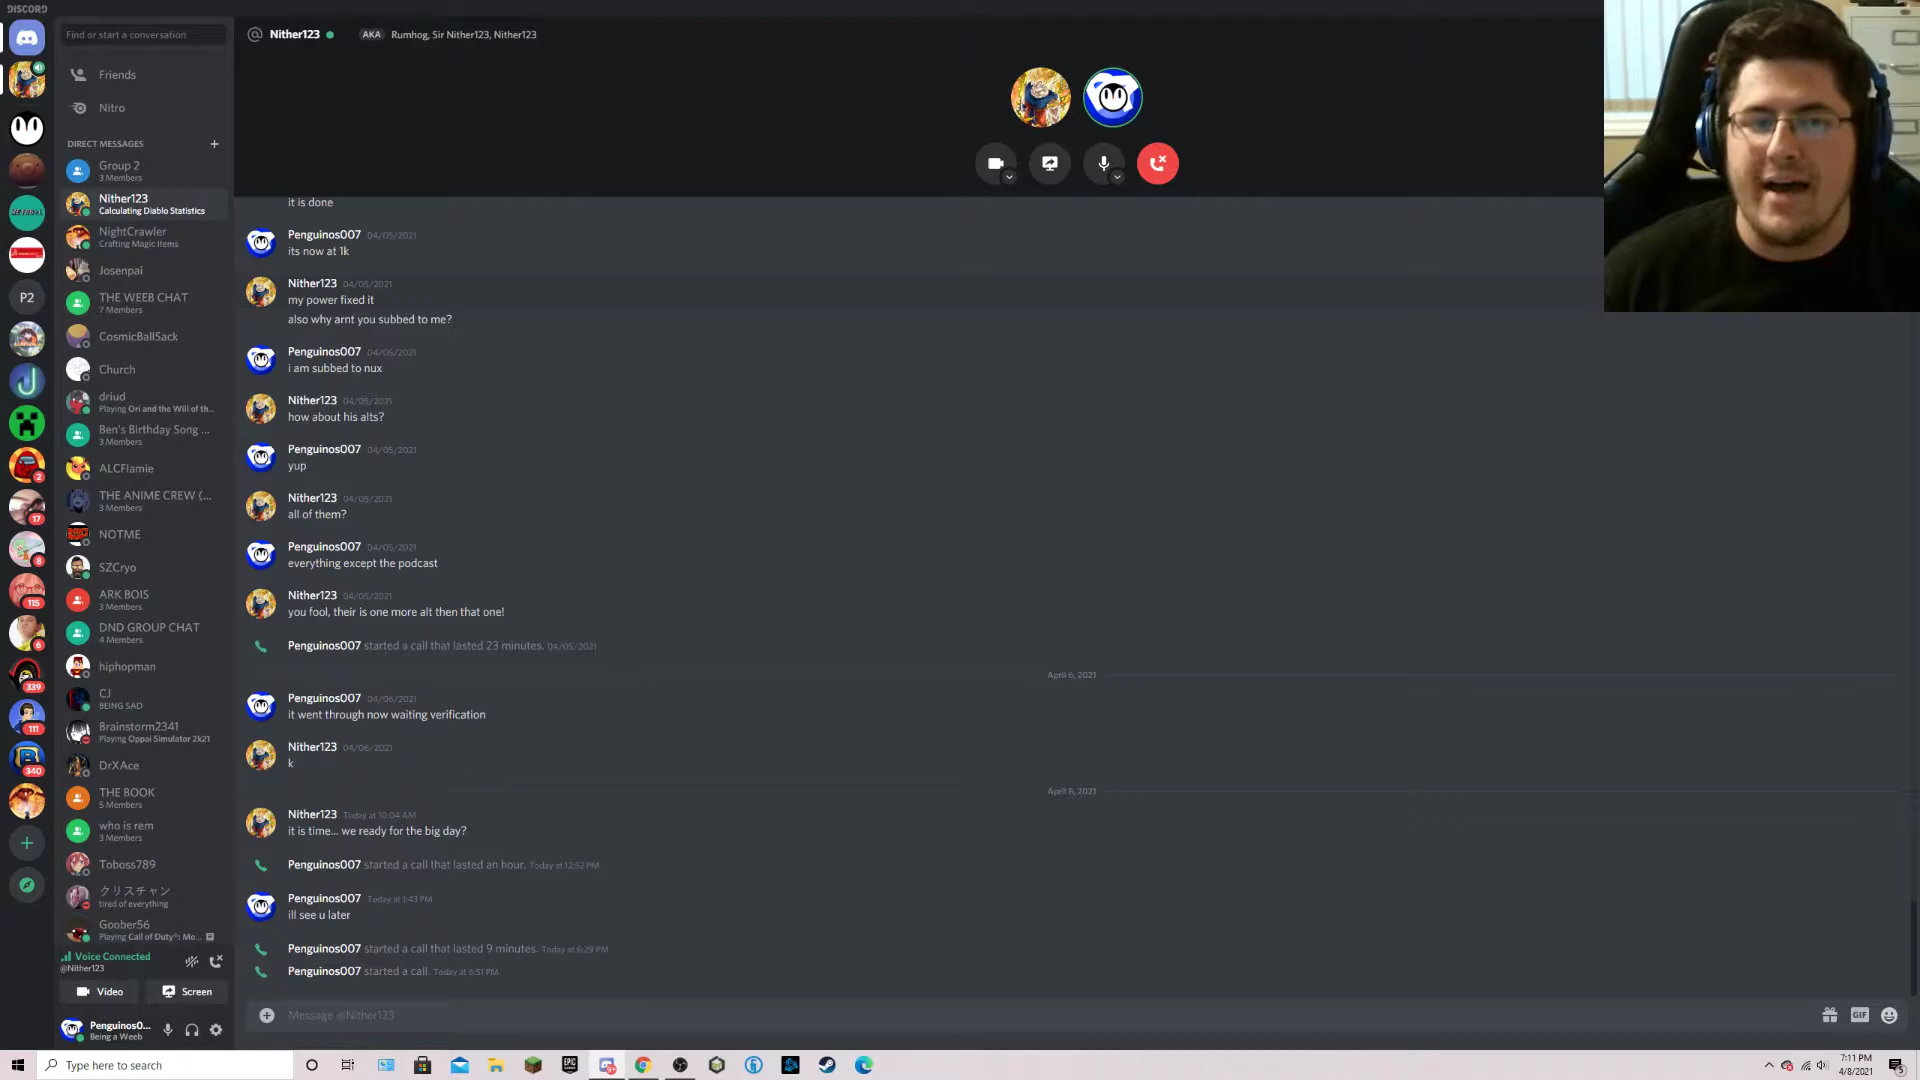 DISCORD
Find or start a conversation
Friends
Nitro
DIRECT MESSAGES
Group 2
3 Members
Nither123
Calculating Diablo Statistics
NightCrawler
Crafting Magic Items
Josenpai
THE WEEB CHAT
7 Members
CosmicBallSack
Church
driud
Playing Ori and the Will of th...
Ben's Birthday Song ...
3 Members
ALCFlamie
THE ANIME CREW (...
3 Members
NOTME
SZCryo
ARK BOIS
3 Members
DND GROUP CHAT
4 Members
hiphopman
CJ
BEING SAD
Brainstorm2341
Playing Oppai Simulator 2k21
DrXAce
THE BOOK
5 Members
who is rem
3 Members
Toboss789
クリスチャン
tired of everything
Goober56
Playing Call of Duty®: Mo...
Voice Connected
@Nither123
Video Screen
Penguinos0...
Being a Weeb
P2
2
17
8
115
6
339
111
340
Nither123 AKA Rumhog, Sir Nither123, Nither123
it is done
Penguinos007 04/05/2021
its now at 1k
Nither123 04/05/2021
my power fixed it
also why arnt you subbed to me?
Penguinos007 04/05/2021
i am subbed to nux
Nither123 04/05/2021
how about his alts?
Penguinos007 04/05/2021
yup
Nither123 04/05/2021
all of them?
Penguinos007 04/05/2021
everything except the podcast
Nither123 04/05/2021
you fool, their is one more alt then that one!
Penguinos007 started a call that lasted 23 minutes. 04/05/2021
April 6, 2021
Penguinos007 04/06/2021
it went through now waiting verification
Nither123 04/06/2021
k
April 8, 2021
Nither123 Today at 10:04 AM
it is time... we ready for the big day?
Penguinos007 started a call that lasted an hour. Today at 12:52 PM
Penguinos007 Today at 1:43 PM
ill see u later
Penguinos007 started a call that lasted 9 minutes. Today at 6:29 PM
Penguinos007 started a call. Today at 6:51 PM
Message @Nither123
GIF
Type here to search
EPIC
7:11 PM
4/8/2021
5